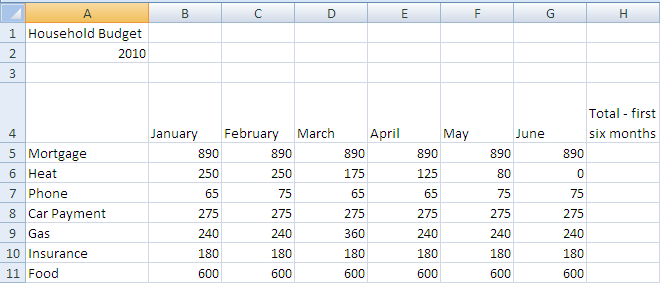 A B C D E F G H
1 Household Budget
2 2010
3
Total - first
4 January February March April May June six months
5 Mortgage 890 890 890 890 890 890
6 Heat 250 250 175 125 80 0
7 Phone 65 75 65 65 75 75
8 Car Payment 275 275 275 275 275 275
9 Gas 240 240 360 240 240 240
10 Insurance 180 180 180 180 180 180
11 Food 600 600 600 600 600 600